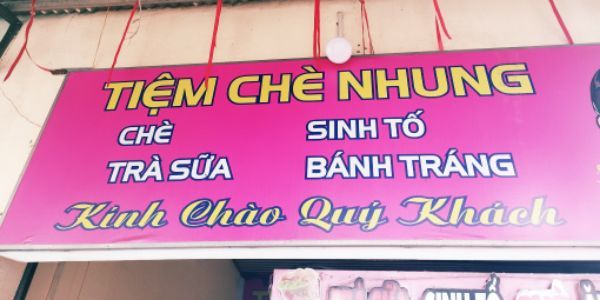 TIỆM CHÈ NHUNG
CHÈ SINH TỐ
TRÀ SỮA BÁNH TRÁNG
Kính Chào Quý Khách